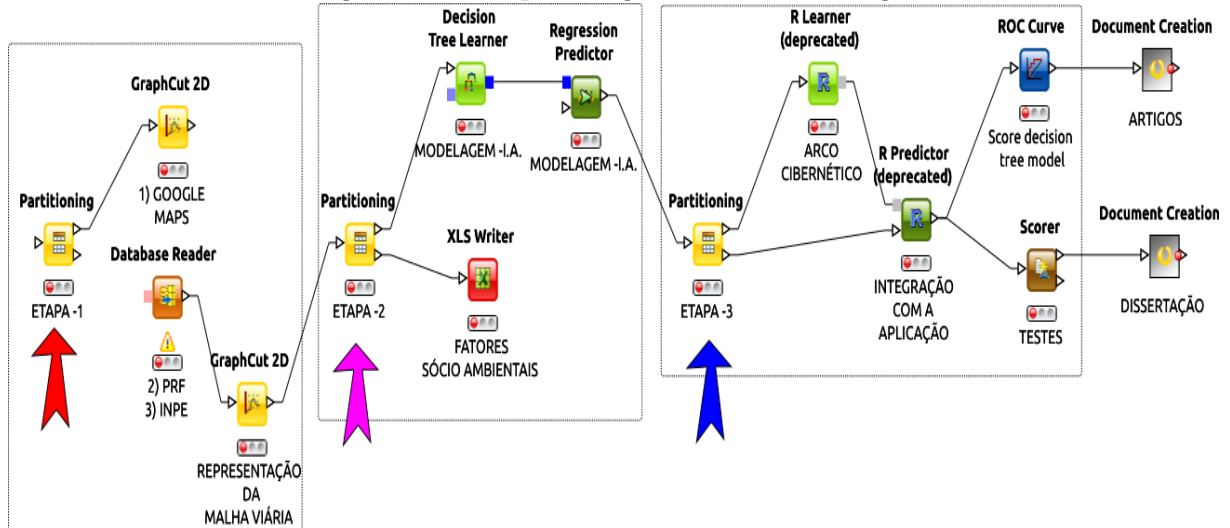 GraphCut 2D
1) GOOGLE
MAPS
Partitioning
ETAPA -1
Database Reader
2) PRF
3) INPE
GraphCut 2D
REPRESENTAÇÃO
DA
MALHA VIÁRIA
Decision
Tree Learner
MODELAGEM -I.A.
Regression
Predictor
MODELAGEM -I.A.
Partitioning
ETAPA -2
XLS Writer
FATORES
SÓCIO AMBIENTAIS
R Learner
(deprecated)
R
ARCO
CIBERNÉTICO
Partitioning
ETAPA -3
R Predictor
(deprecated)
R
INTEGRAÇÃO
COM A
APLICAÇÃO
ROC Curve
Score decision
tree model
Scorer
TESTES
Document Creation
ARTIGOS
Document Creation
DISSERTAÇÃO